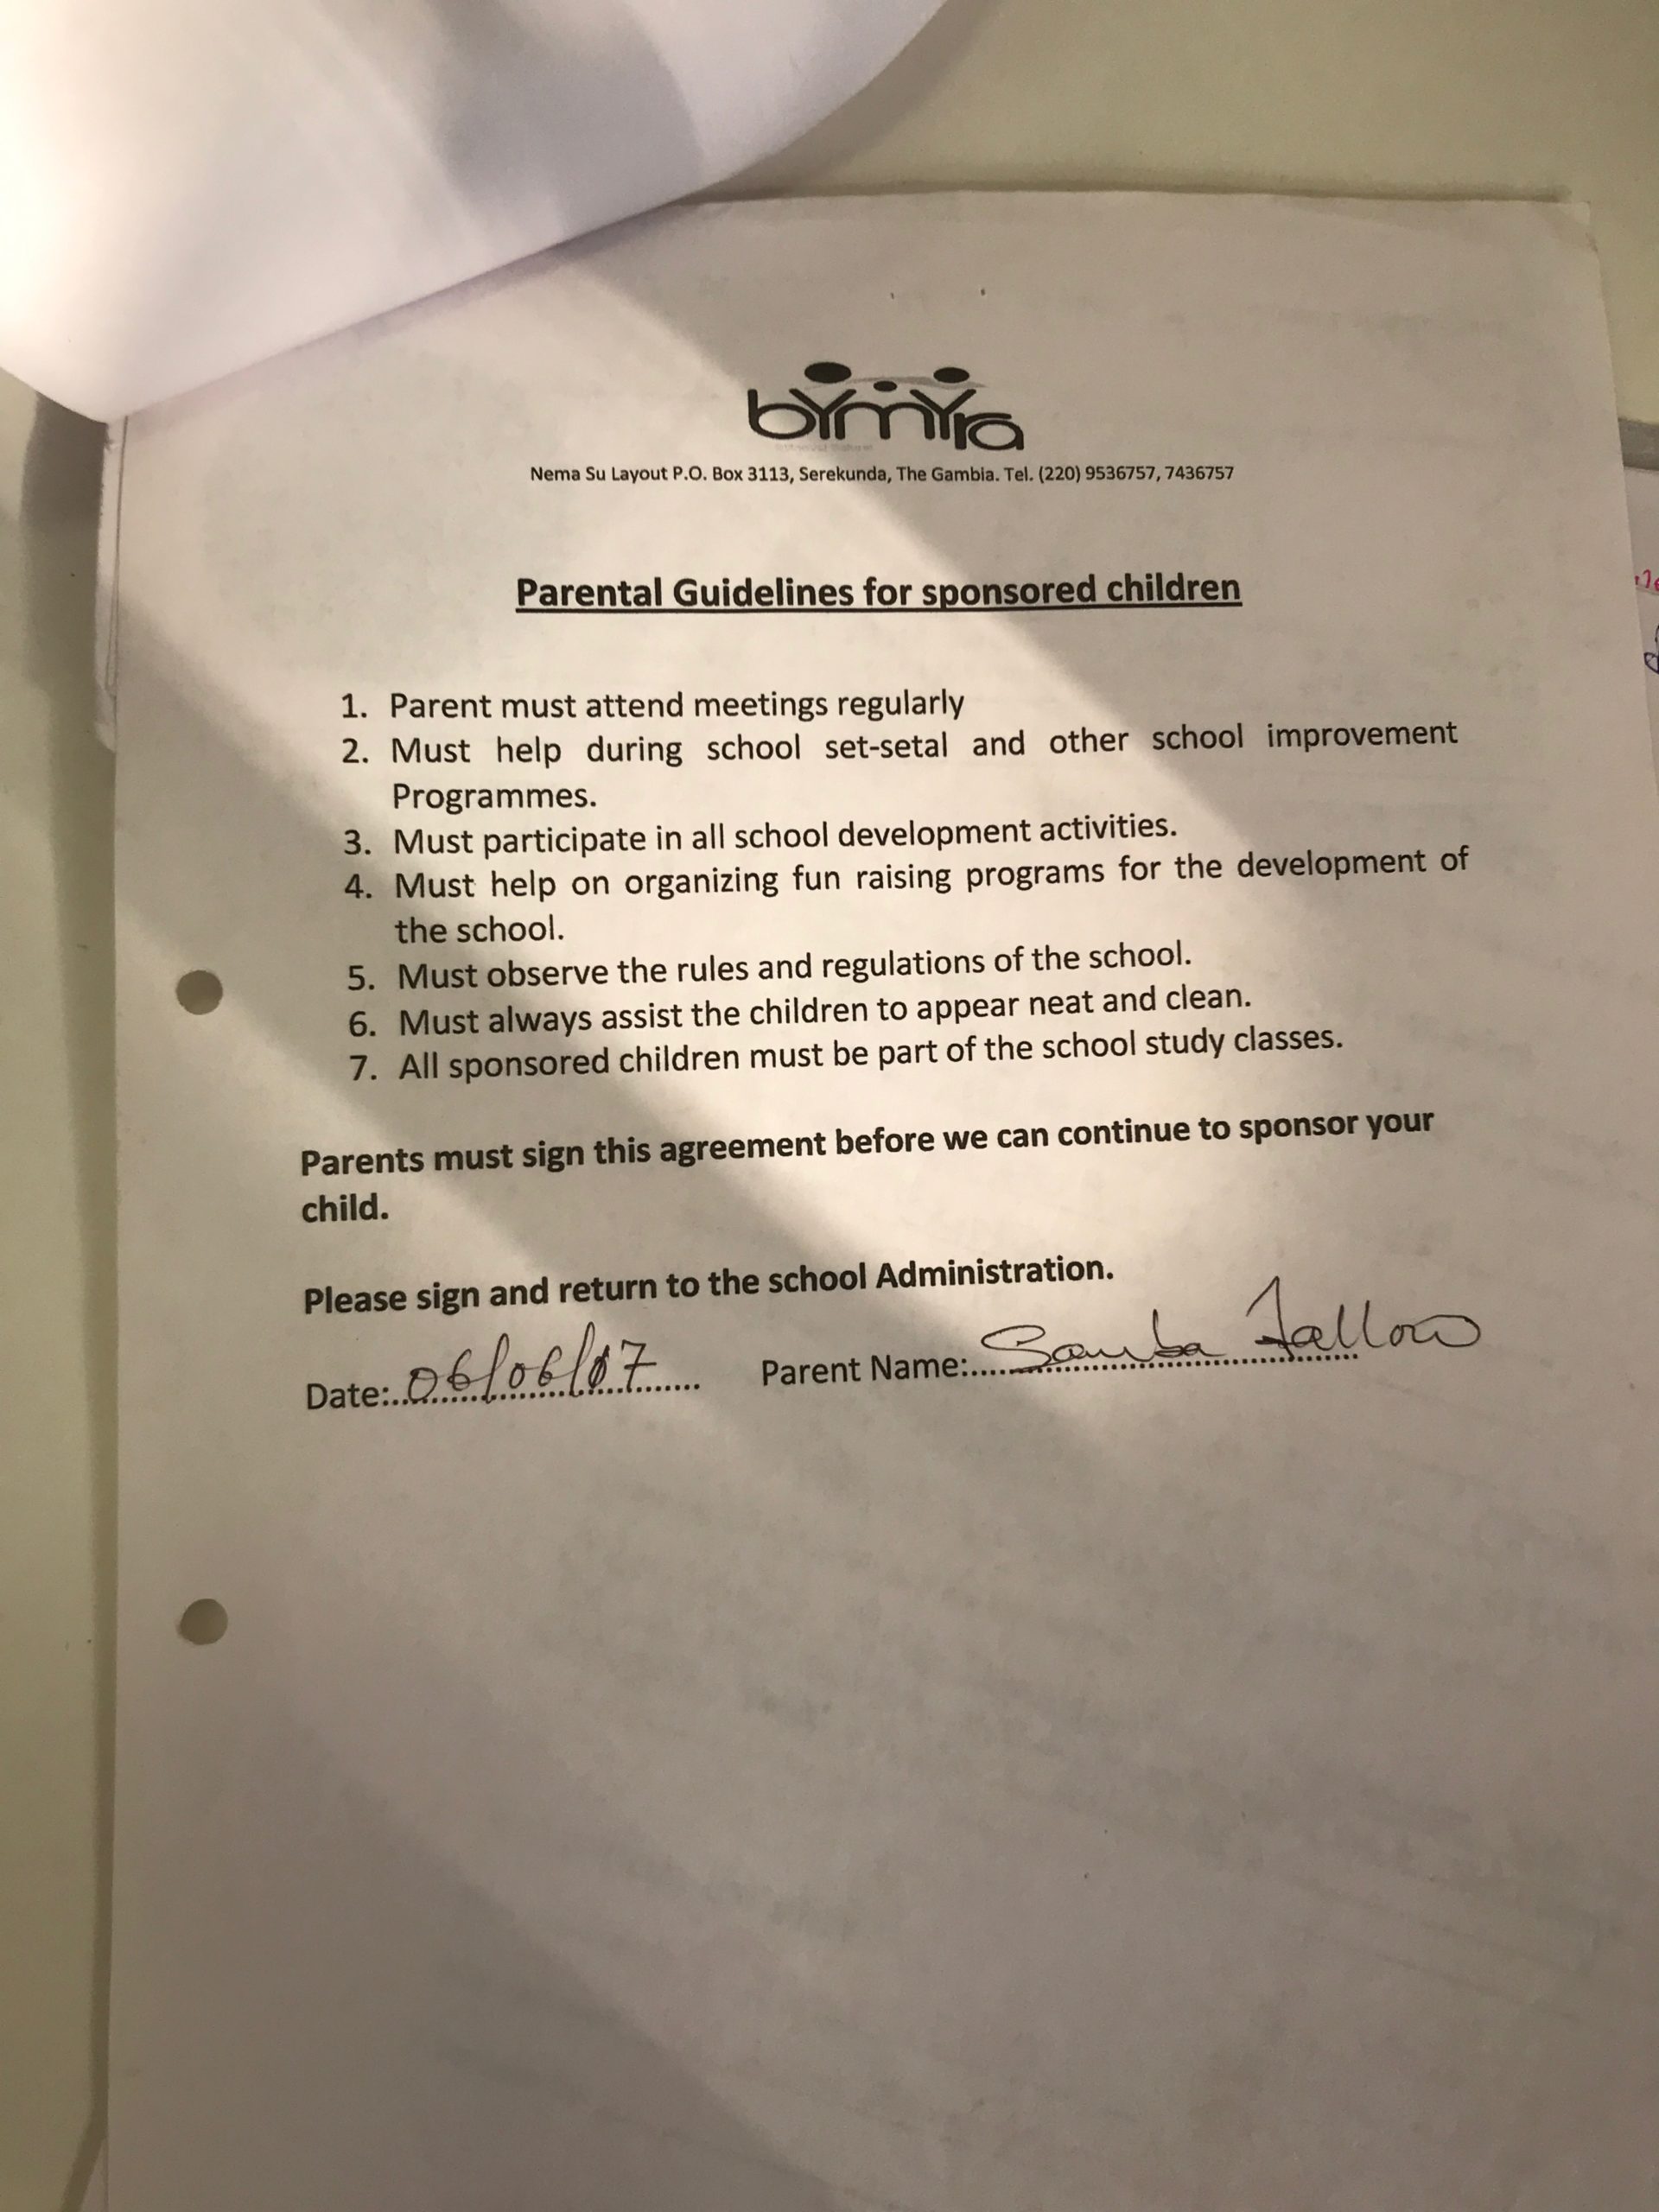 bYmYra
Nema Su Layout P.O. Box 3113, Serekunda, The Gambia. Tel. (220) 9536757, 7436757
Parental Guidelines for sponsored children
1. Parent must attend meetings regularly
2. Must help during school set-setal and other school improvement
Programmes.
3. Must participate in all school development activities.
4. Must help on organizing fun raising programs for the development of
the school.
5. Must observe the rules and regulations of the school.
6. Must always assist the children to appear neat and clean.
7. All sponsored children must be part of the school study classes.
Parents must sign this agreement before we can continue to sponsor your
child.
Please sign and return to the school Administration.
Date:..06/06/07....... Parent Name:....Samba Jallow